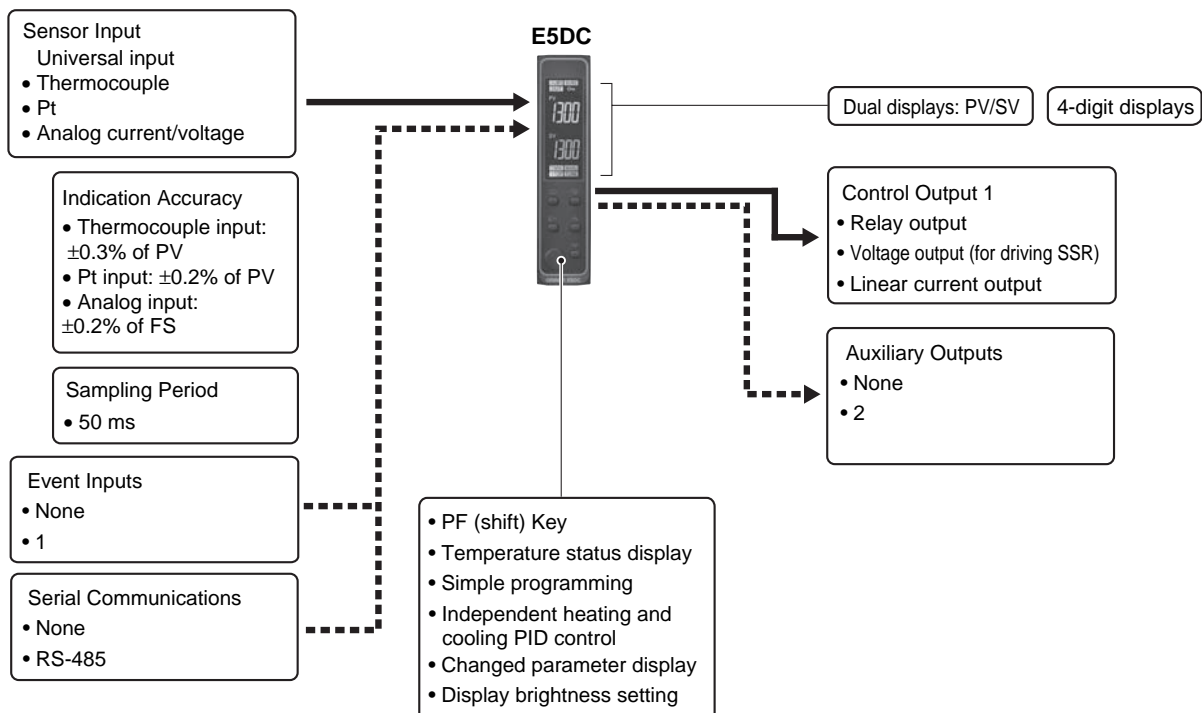 Sensor Input
Universal input
• Thermocouple
• Pt
• Analog current/voltage
Indication Accuracy
• Thermocouple input:
±0.3% of PV
• Pt input: ±0.2% of PV
• Analog input:
±0.2% of FS
Sampling Period
• 50 ms
Event Inputs
• None
• 1
Serial Communications
• None
• RS-485
E5DC
PV
1300
SV
1300
• PF (shift) Key
• Temperature status display
• Simple programming
• Independent heating and
cooling PID control
• Changed parameter display
• Display brightness setting
Dual displays: PV/SV
4-digit displays
Control Output 1
• Relay output
• Voltage output (for driving SSR)
• Linear current output
Auxiliary Outputs
• None
• 2